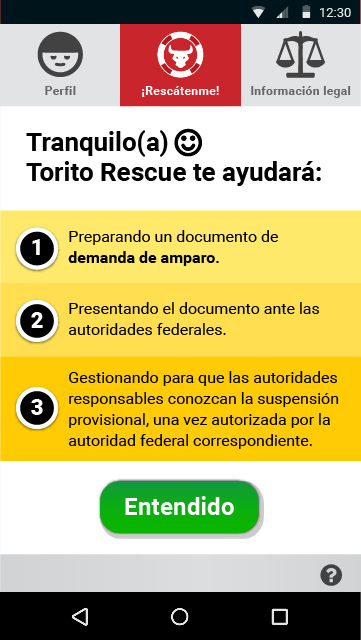 12:30
Perfil
¡Rescátenme!
Información legal
Tranquilo(a)
Torito Rescue te ayudará:
1
Preparando un documento de
demanda de amparo.
2
Presentando el documento ante las
autoridades federales.
3
Gestionando para que las autoridades
responsables conozcan la suspensión
provisional, una vez autorizada por la
autoridad federal correspondiente.
Entendido
?